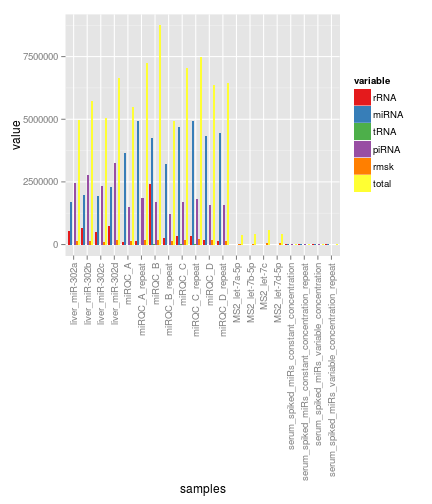 7500000
5000000
2500000
0
value
liver_miR-302a
liver_miR-302b
liver_miR-302c
liver_miR-302d
miRQC_A
miRQC_A_repeat
miRQC_B
miRQC_B_repeat
miRQC_C
miRQC_C_repeat
miRQC_D
miRQC_D_repeat
MS2_let-7a-5p
MS2_let-7b-5p
MS2_let-7c
MS2_let-7d-5p
serum_spiked_miRs_constant_concentration
serum_spiked_miRs_constant_concentration_repeat
serum_spiked_miRs_variable_concentration
serum_spiked_miRs_variable_concentration_repeat
samples
variable
rRNA
miRNA
tRNA
piRNA
rmsk
total